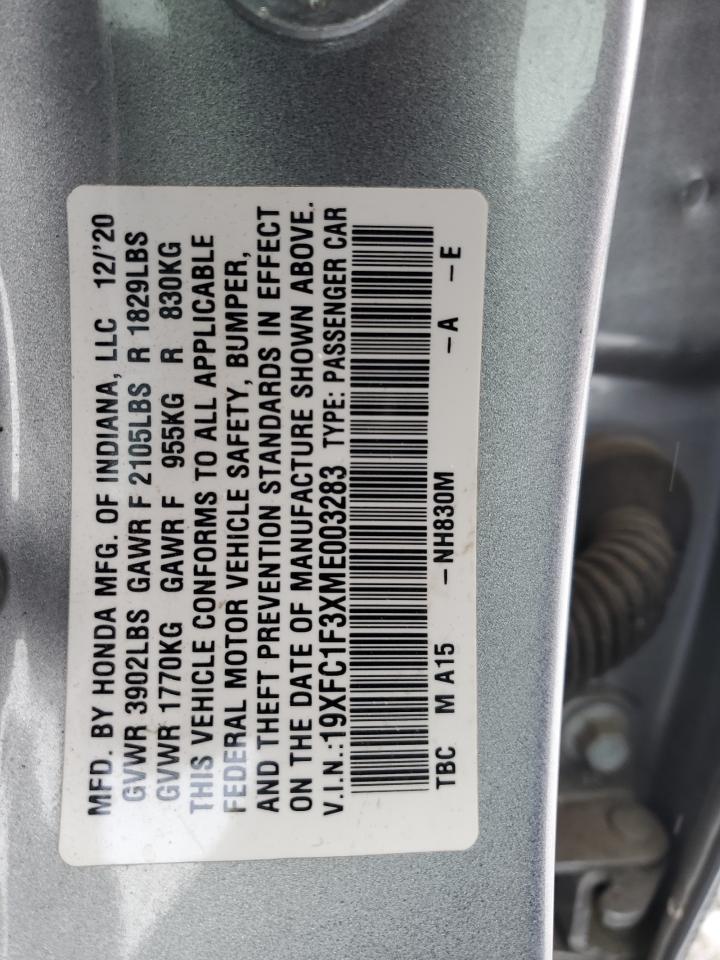 MFD. BY HONDA MFG. OF INDIANA, LLC 12/'20
GVWR 3902LBS GAWR F 2105LBS R 1829LBS
GVWR 1770KG GAWR F 955KG R 830KG
THIS VEHICLE CONFORMS TO ALL APPLICABLE
FEDERAL MOTOR VEHICLE SAFETY, BUMPER,
AND THEFT PREVENTION STANDARDS IN EFFECT
ON THE DATE OF MANUFACTURE SHOWN ABOVE.
V.I.N.:19XFC1F3XME003283 TYPE: PASSENGER CAR
TBC M A15 -NH830M -A -E